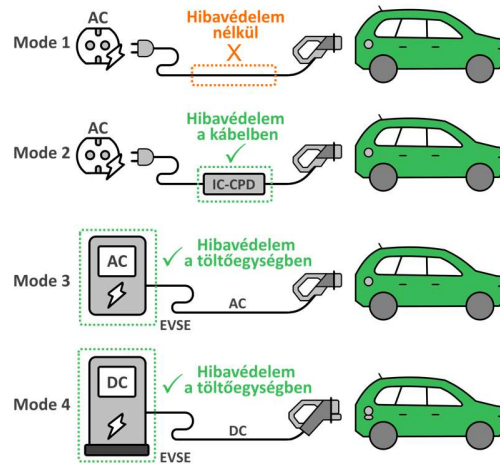 AC
Mode 1
Hibavédelem
nélkül
X
AC
Mode 2
Hibavédelem
a kábelben
IC-CPD
Mode 3
AC
Hibavédelem
a töltőegységben
AC
EVSE
Mode 4
DC
Hibavédelem
a töltőegységben
DC
EVSE